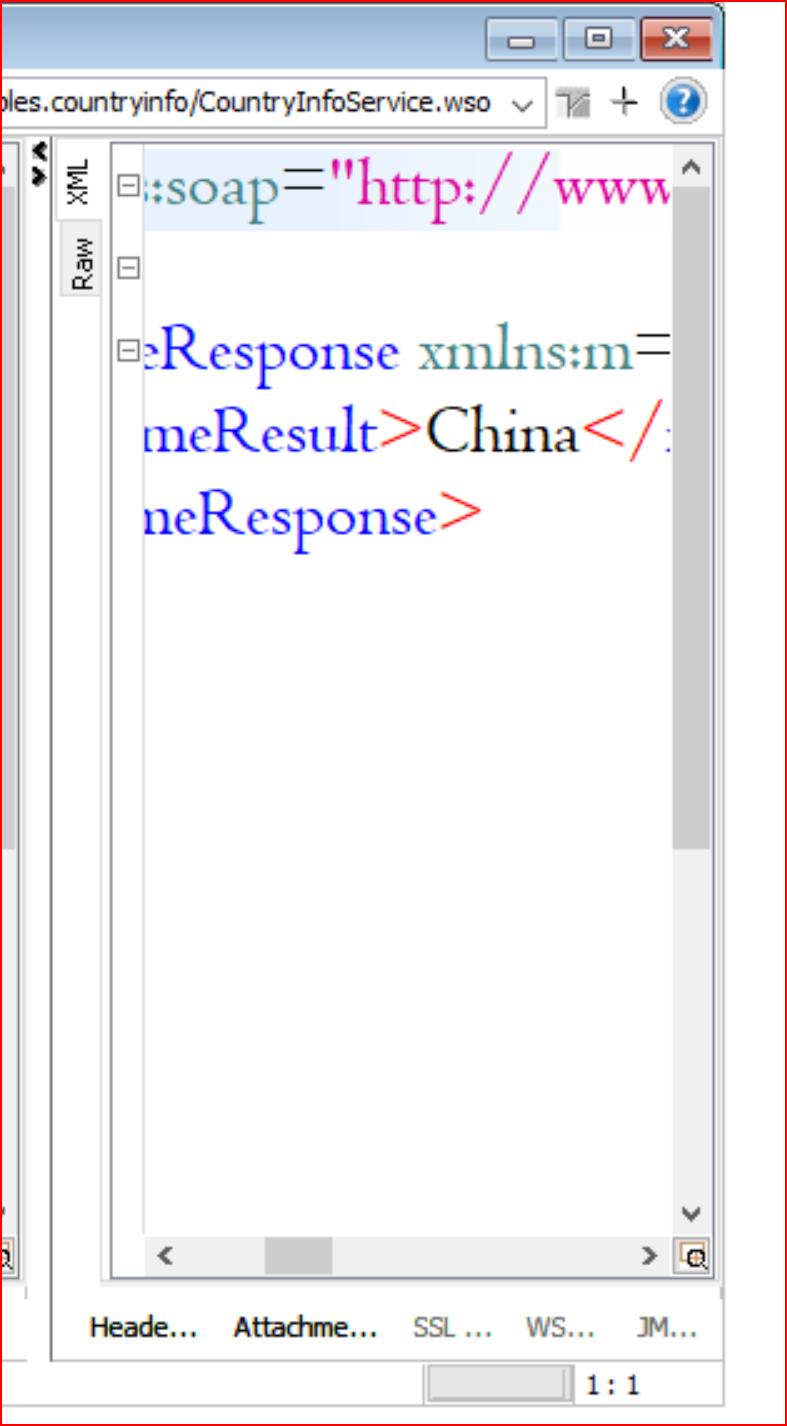 ples.countryinfo/CountryInfoService.wso
XML
Raw
s:soap="http://www
eResponse xmlns:m=
meResult>China</
meResponse>
Heade... Attachme... SSL ... WS... JM...
1 : 1